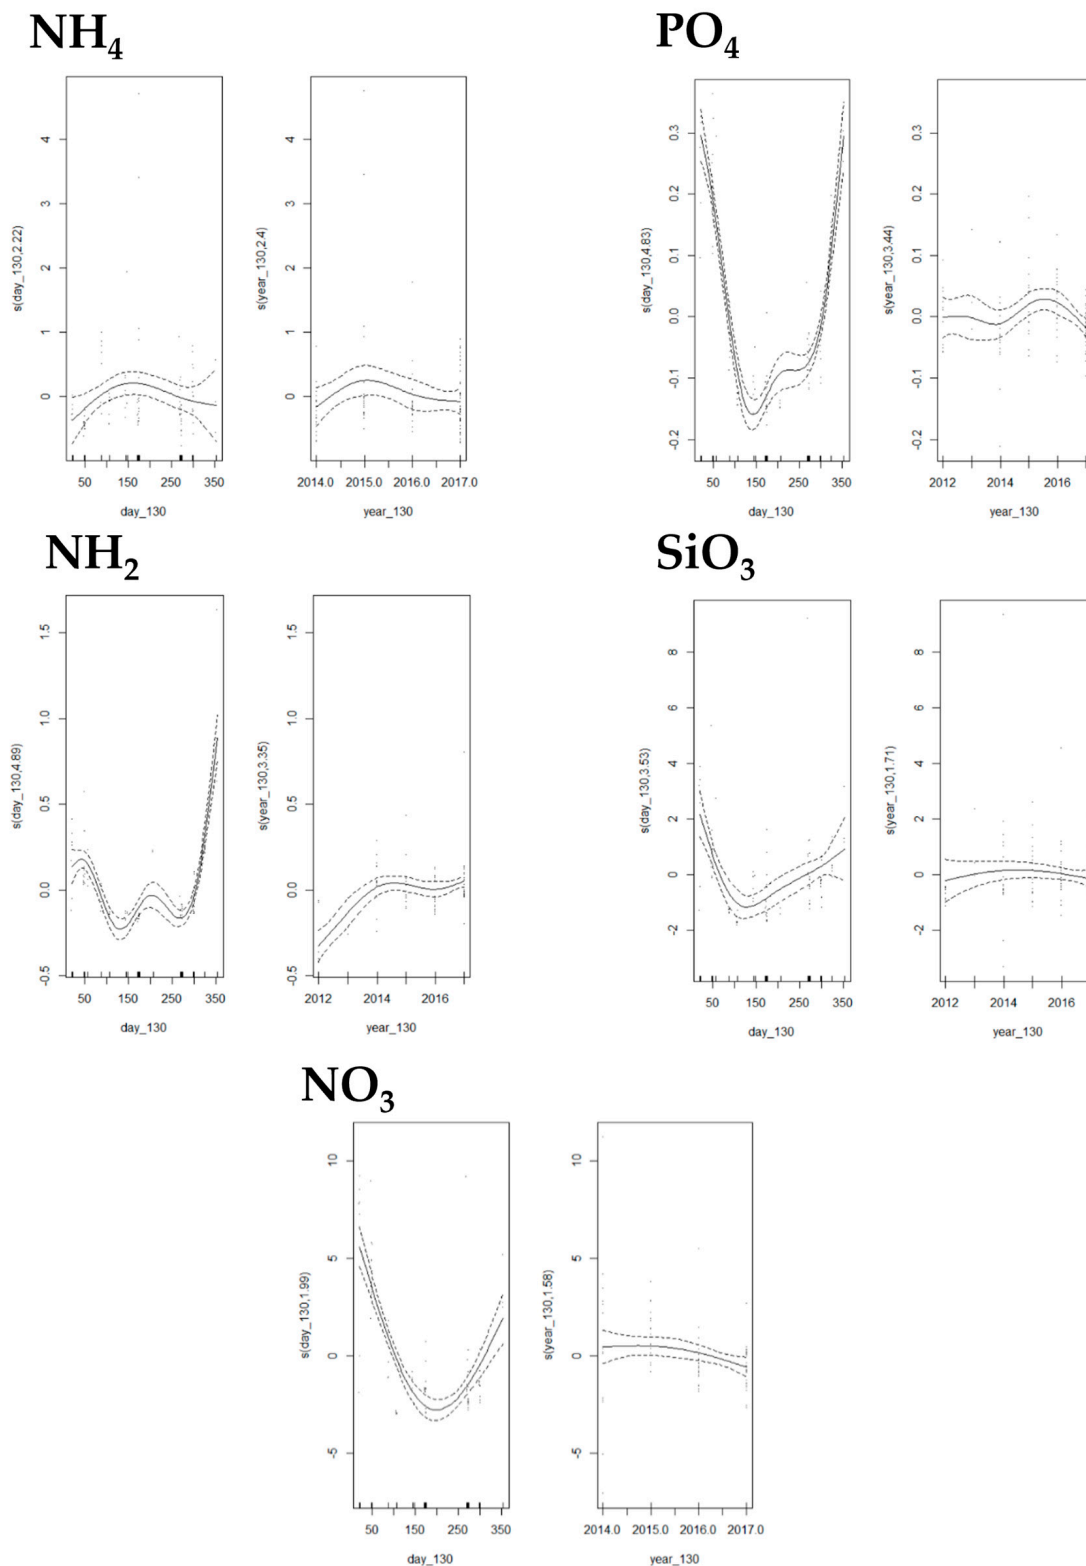 NH4
PO4
s(day_130,2.22)
4
3
2
1
0
50 150 250 350
day_130
s(year_130,2.4)
4
3
2
1
0
2014.0 2015.0 2016.0 2017.0
year_130
s(day_130,4.83)
0.3
0.2
0.1
0.0
-0.1
-0.2
50 150 250 350
day_130
s(year_130,3.44)
0.3
0.2
0.1
0.0
-0.1
-0.2
2012 2014 2016
year_130
NH2
SiO3
s(day_130,4.89)
1.5
1.0
0.5
0.0
-0.5
50 150 250 350
day_130
s(year_130,3.35)
1.5
1.0
0.5
0.0
-0.5
2012 2014 2016
year_130
s(day_130,3.53)
8
6
4
2
0
-2
50 150 250 350
day_130
s(year_130,1.71)
8
6
4
2
0
-2
2012 2014 2016
year_130
NO3
s(day_130,1.99)
10
5
0
-5
50 150 250 350
day_130
s(year_130,1.58)
10
5
0
-5
2014.0 2015.0 2016.0 2017.0
year_130